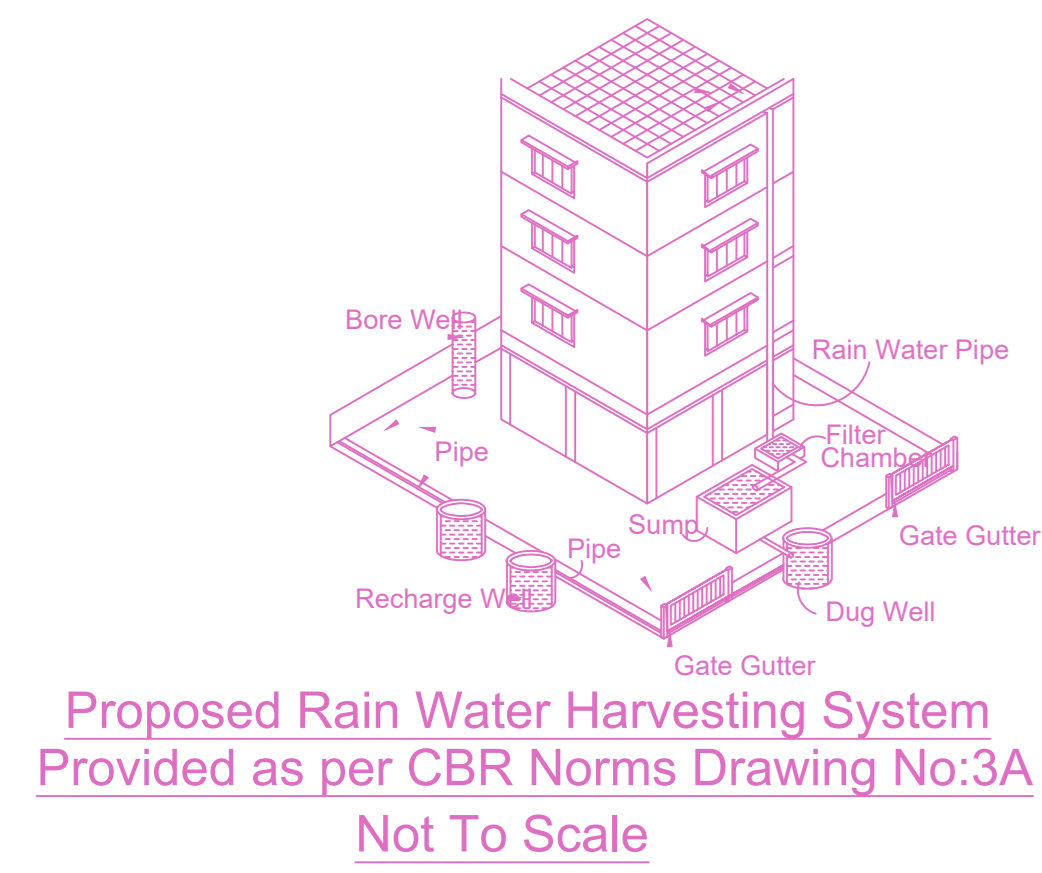 Bore Well
Rain Water Pipe
Filter
Chamber
Pipe
Sump
Gate Gutter
Pipe
Recharge Well
Dug Well
Gate Gutter
Proposed Rain Water Harvesting System
Provided as per CBR Norms Drawing No:3A
Not To Scale